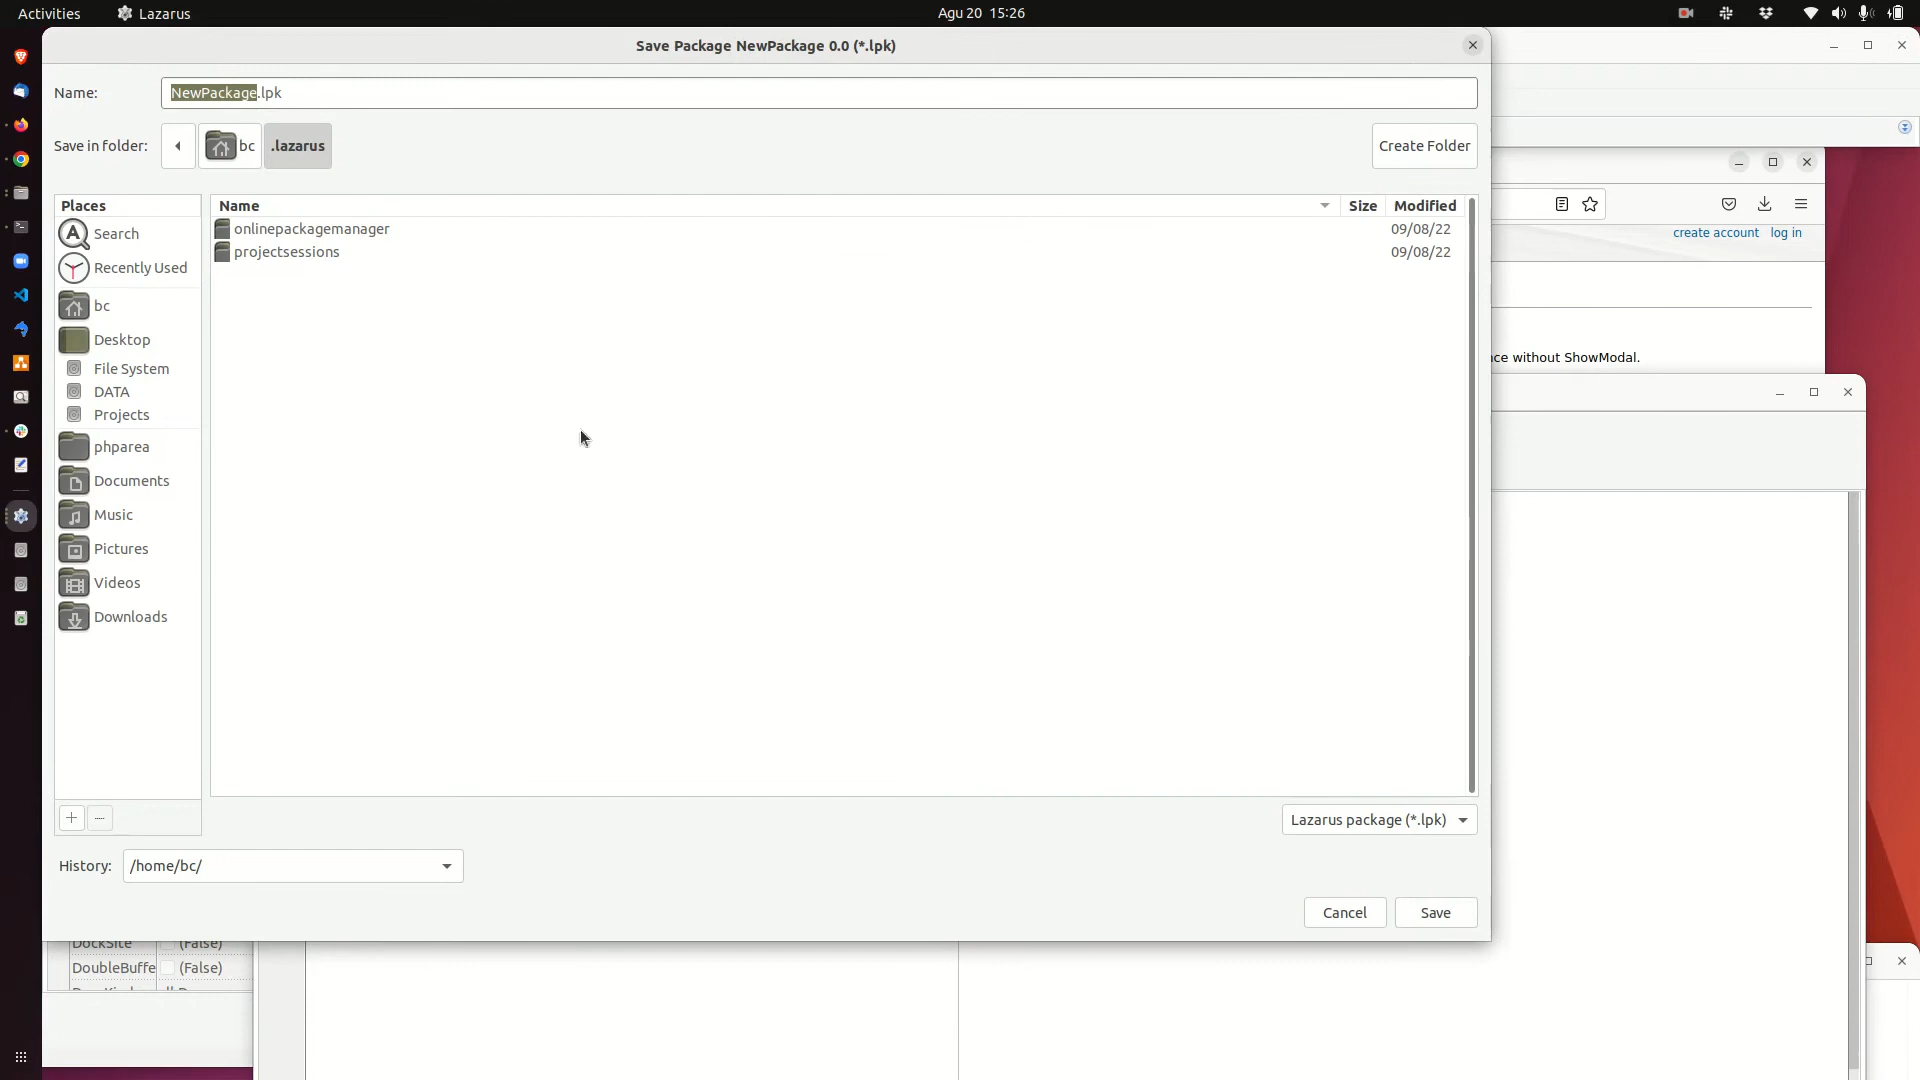 Activities
Lazarus
Agu 20 15:26
Save Package NewPackage 0.0 (*.lpk)
Name:
NewPackage.lpk
Save in folder:
bc
.lazarus
Create Folder
Places
Name
Size
Modified
Search
onlinepackagemanager
09/08/22
projectsessions
09/08/22
Recently Used
bc
Desktop
File System
DATA
Projects
phparea
Documents
Music
Pictures
Videos
Downloads
Lazarus package (*.lpk)
History:
/home/bc/
Cancel
Save
create account
log in
without ShowModal.
DockSite
(False)
DoubleBuffe
(False)